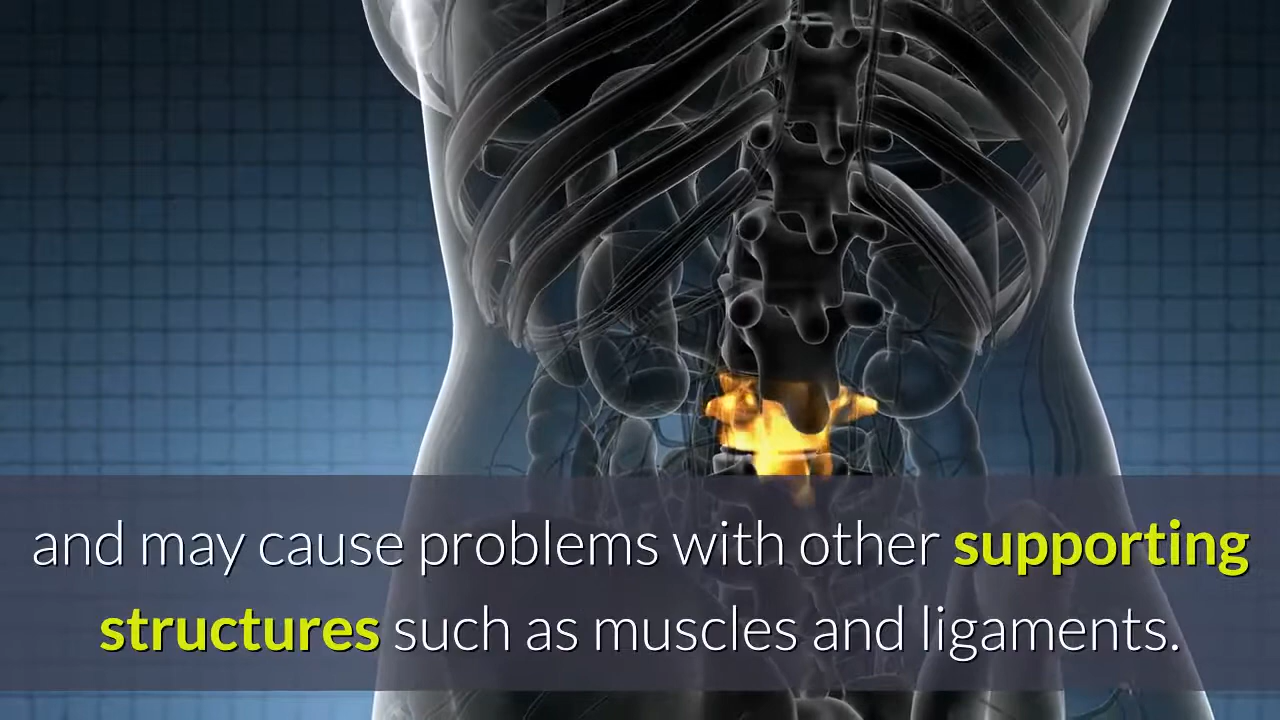 and may cause problems with other supporting
structures such as muscles and ligaments.